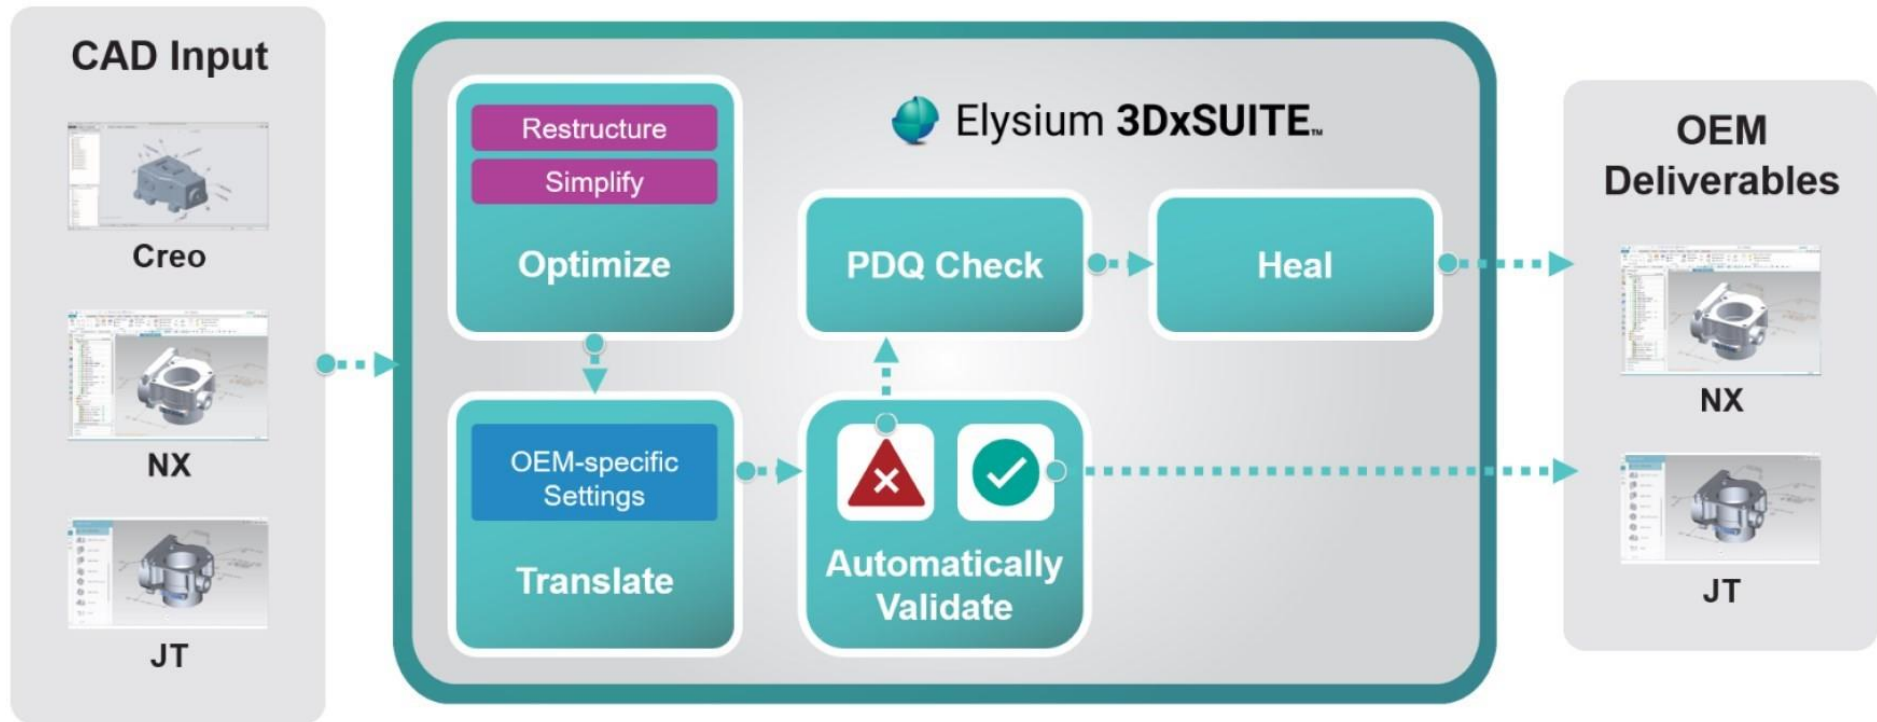 CAD Input
Creo
NX
JT
Restructure
Simplify
Optimize
OEM-specific
Settings
Translate
Elysium 3DxSUITE™
PDQ Check
Heal
Automatically
Validate
OEM
Deliverables
NX
JT